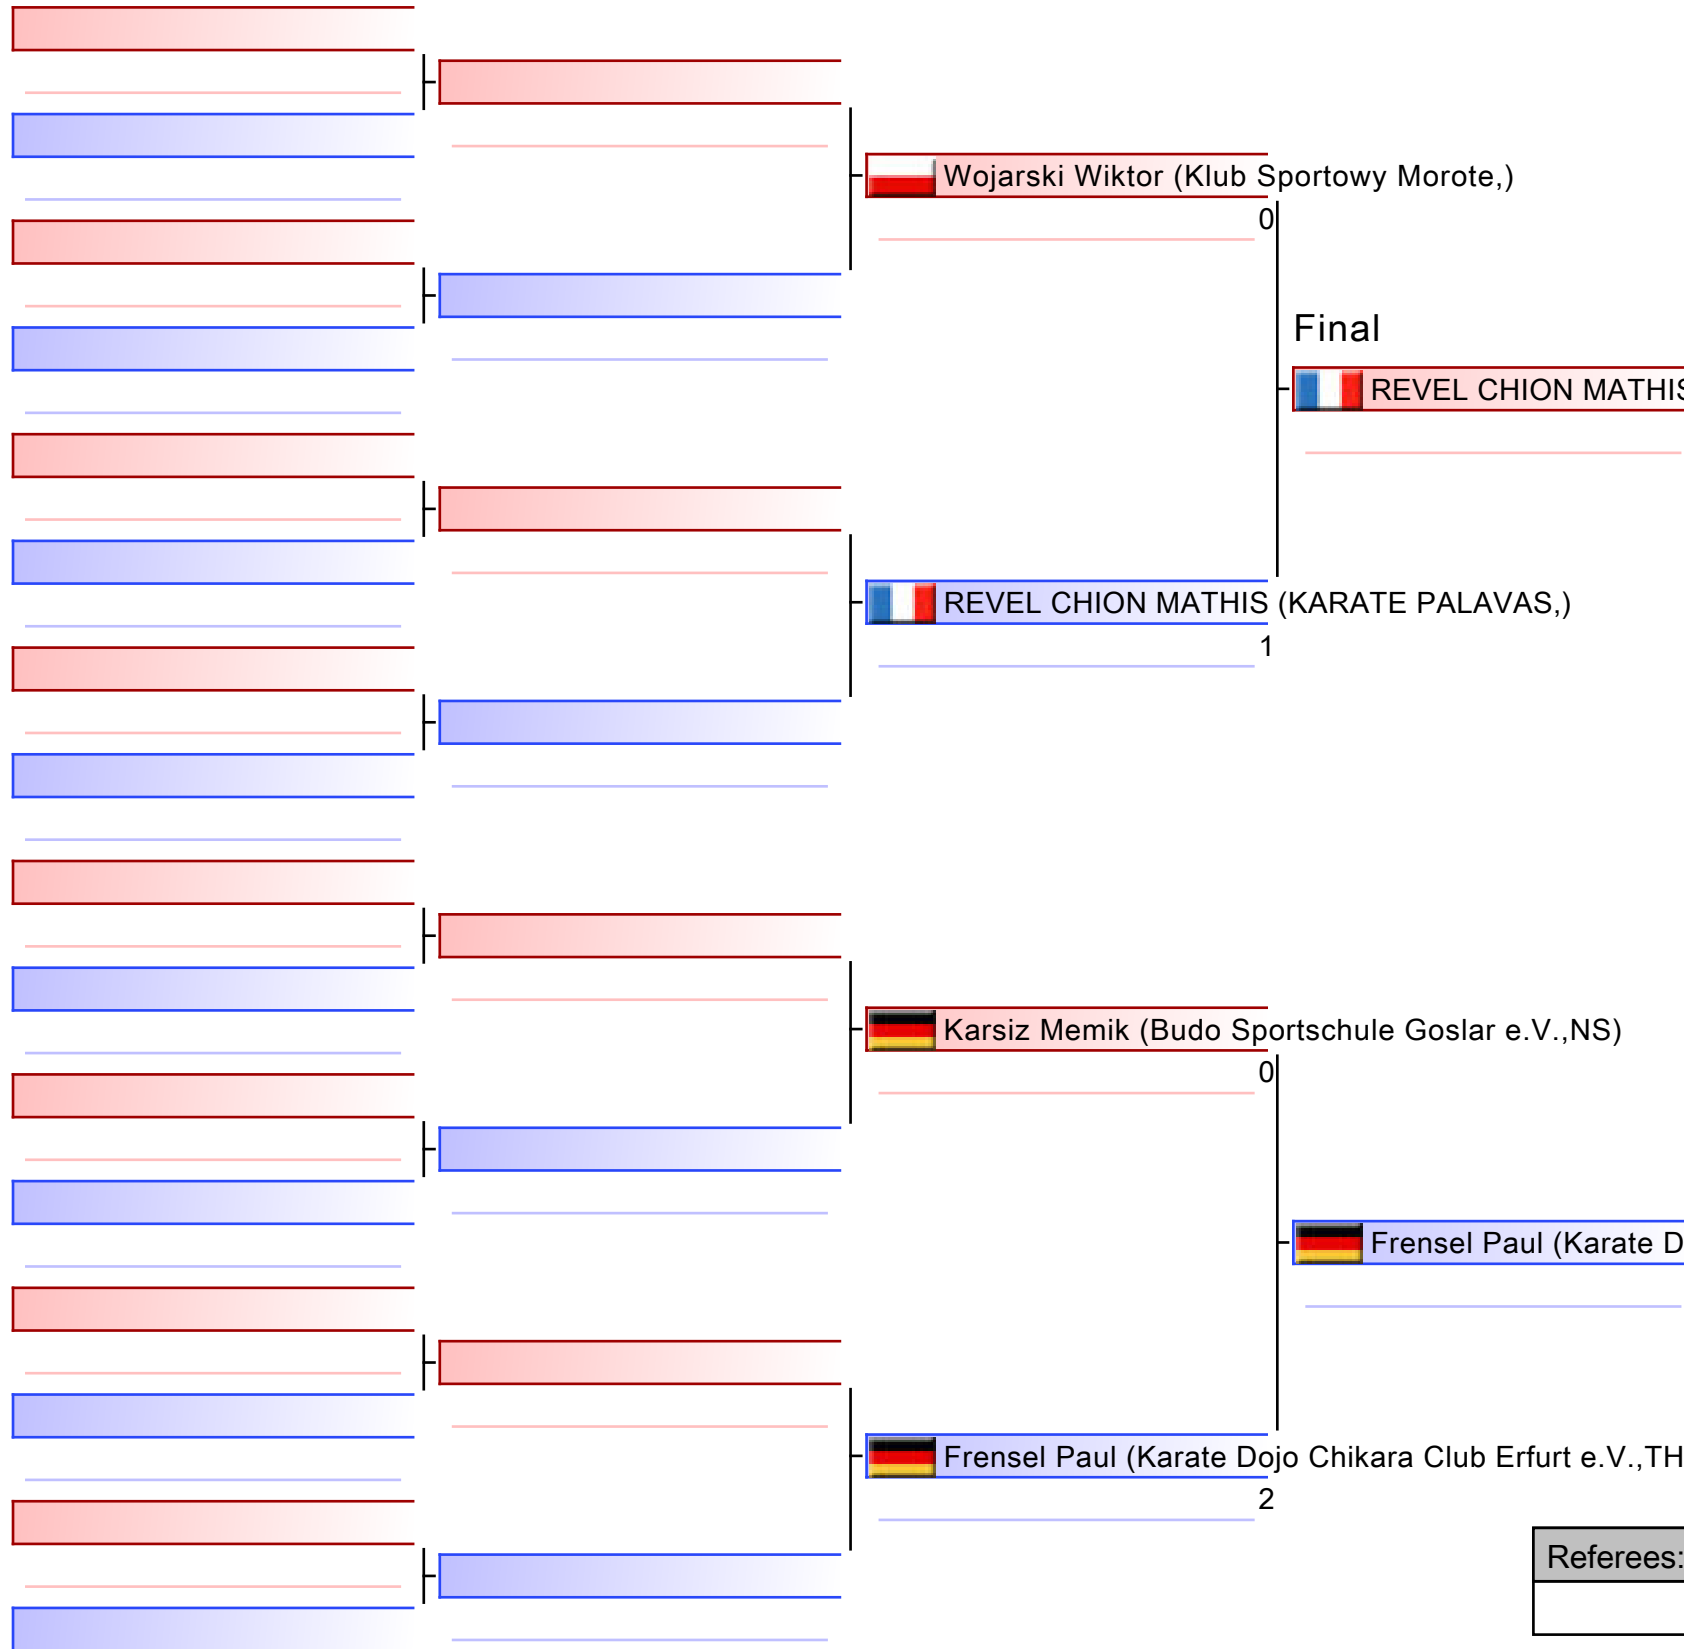 Wojarski Wiktor (Klub Sportowy Morote,)
0
Final
REVEL CHION MATHIS
REVEL CHION MATHIS (KARATE PALAVAS,)
1
Karsiz Memik (Budo Sportschule Goslar e.V.,NS)
0
Frensel Paul (Karate D
Frensel Paul (Karate Dojo Chikara Club Erfurt e.V.,TH
2
Referees: